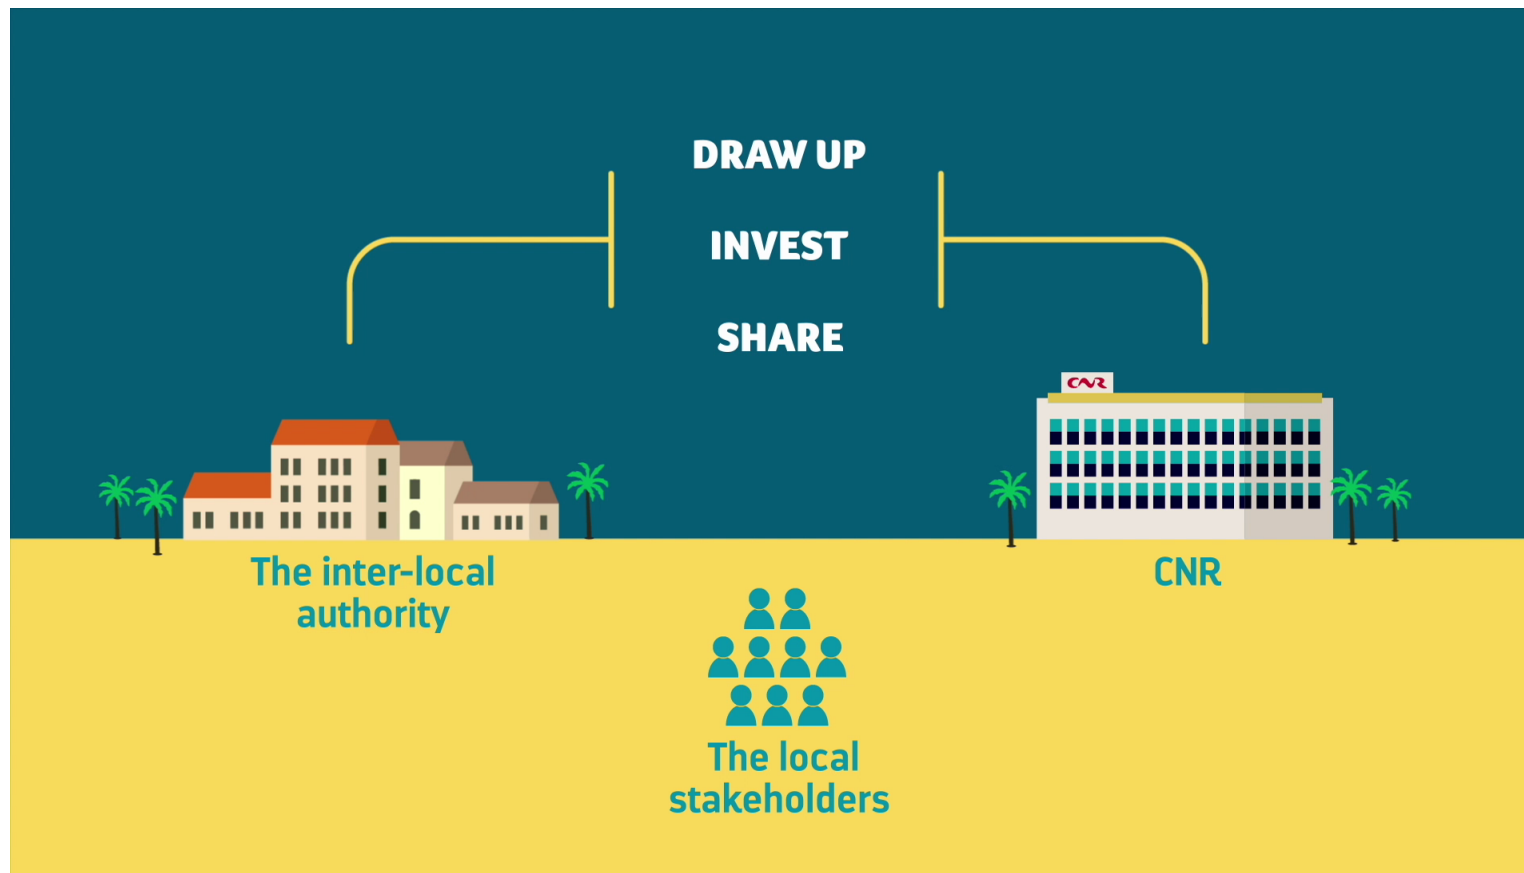 DRAW UP
INVEST
SHARE
CNR
The inter-local
authority
CNR
The local
stakeholders